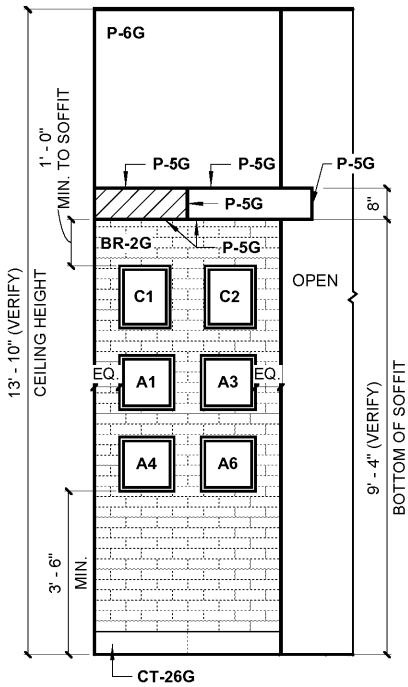 P-6G
1' - 0"
MIN. TO SOFFIT
P-5G
P-5G
P-5G
P-5G
8"
BR-2G
P-5G
OPEN
C1
C2
13' - 10" (VERIFY)
CEILING HEIGHT
EQ.
A1
A3
EQ.
9' - 4" (VERIFY)
BOTTOM OF SOFFIT
A4
A6
3' - 6"
MIN.
CT-26G